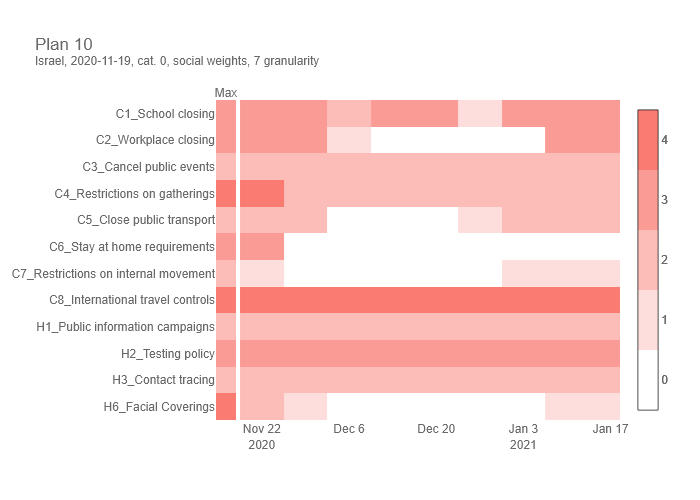 Plan 10
Israel, 2020-11-19, cat. 0, social weights, 7 granularity
Max
C1_School closing
C2_Workplace closing
C3_Cancel public events
C4_Restrictions on gatherings
C5_Close public transport
C6_Stay at home requirements
C7_Restrictions on internal movement
C8_International travel controls
H1_Public information campaigns
H2_Testing policy
H3_Contact tracing
H6_Facial Coverings
Nov 22 Dec 6 Dec 20 Jan 3 Jan 17
2020 2021
4
3
2
1
0